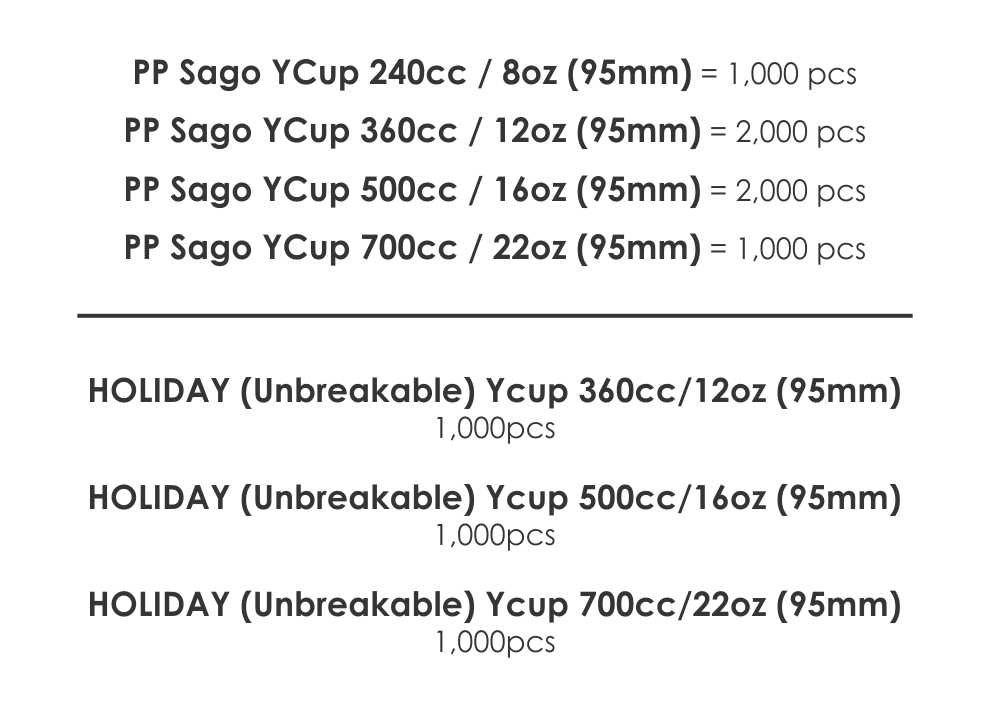 PP Sago YCup 240cc / 8oz (95mm) = 1,000 pcs
PP Sago YCup 360cc / 12oz (95mm) = 2,000 pcs
PP Sago YCup 500cc / 16oz (95mm) = 2,000 pcs
PP Sago YCup 700cc / 22oz (95mm) = 1,000 pcs
HOLIDAY (Unbreakable) Ycup 360cc/12oz (95mm)
1,000pcs
HOLIDAY (Unbreakable) Ycup 500cc/16oz (95mm)
1,000pcs
HOLIDAY (Unbreakable) Ycup 700cc/22oz (95mm)
1,000pcs